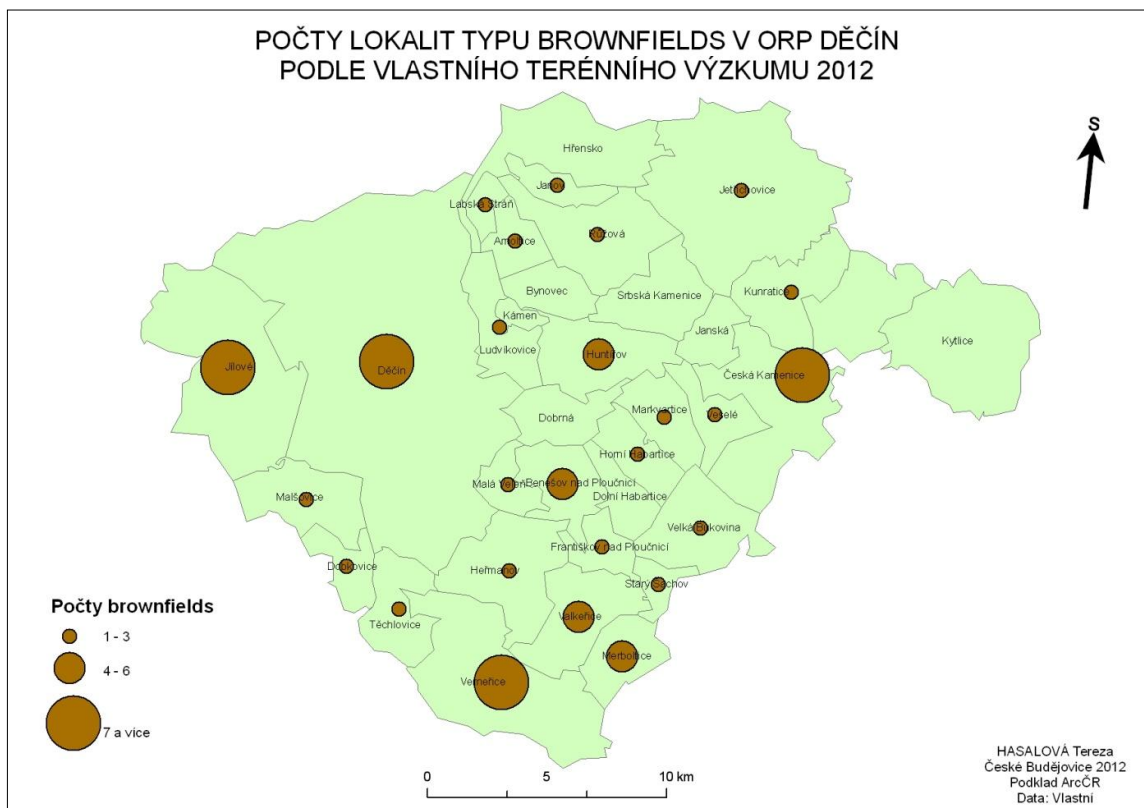 POČTY LOKALIT TYPU BROWNFIELDS V ORP DĚČÍN
PODLE VLASTNÍHO TERÉNNÍHO VÝZKUMU 2012
S
Hřensko
Janov
Jetřichovice
Labská Stráň
Arnoltice
Růžová
Bynovec
Srbská Kamenice
Kunratice
Kámen
Ludvíkovice
Janská
Kytlice
Huntířov
Jílové
Děčín
Česká Kamenice
Dobrná
Markvartice
Veselé
Horní Habartice
Malá Veleň
Benešov nad Ploučnicí
Dolní Habartice
Malšovice
Velká Bukovina
Františkov nad Ploučnicí
Dobkovice
Heřmanov
Starý Šachov
Těchlovice
Valkeřice
Merboltice
Verneřice
Počty brownfields
1 - 3
4 - 6
7 a více
0 5 10 km
HASALOVÁ Tereza
České Budějovice 2012
Podklad ArcČR
Data: Vlastní